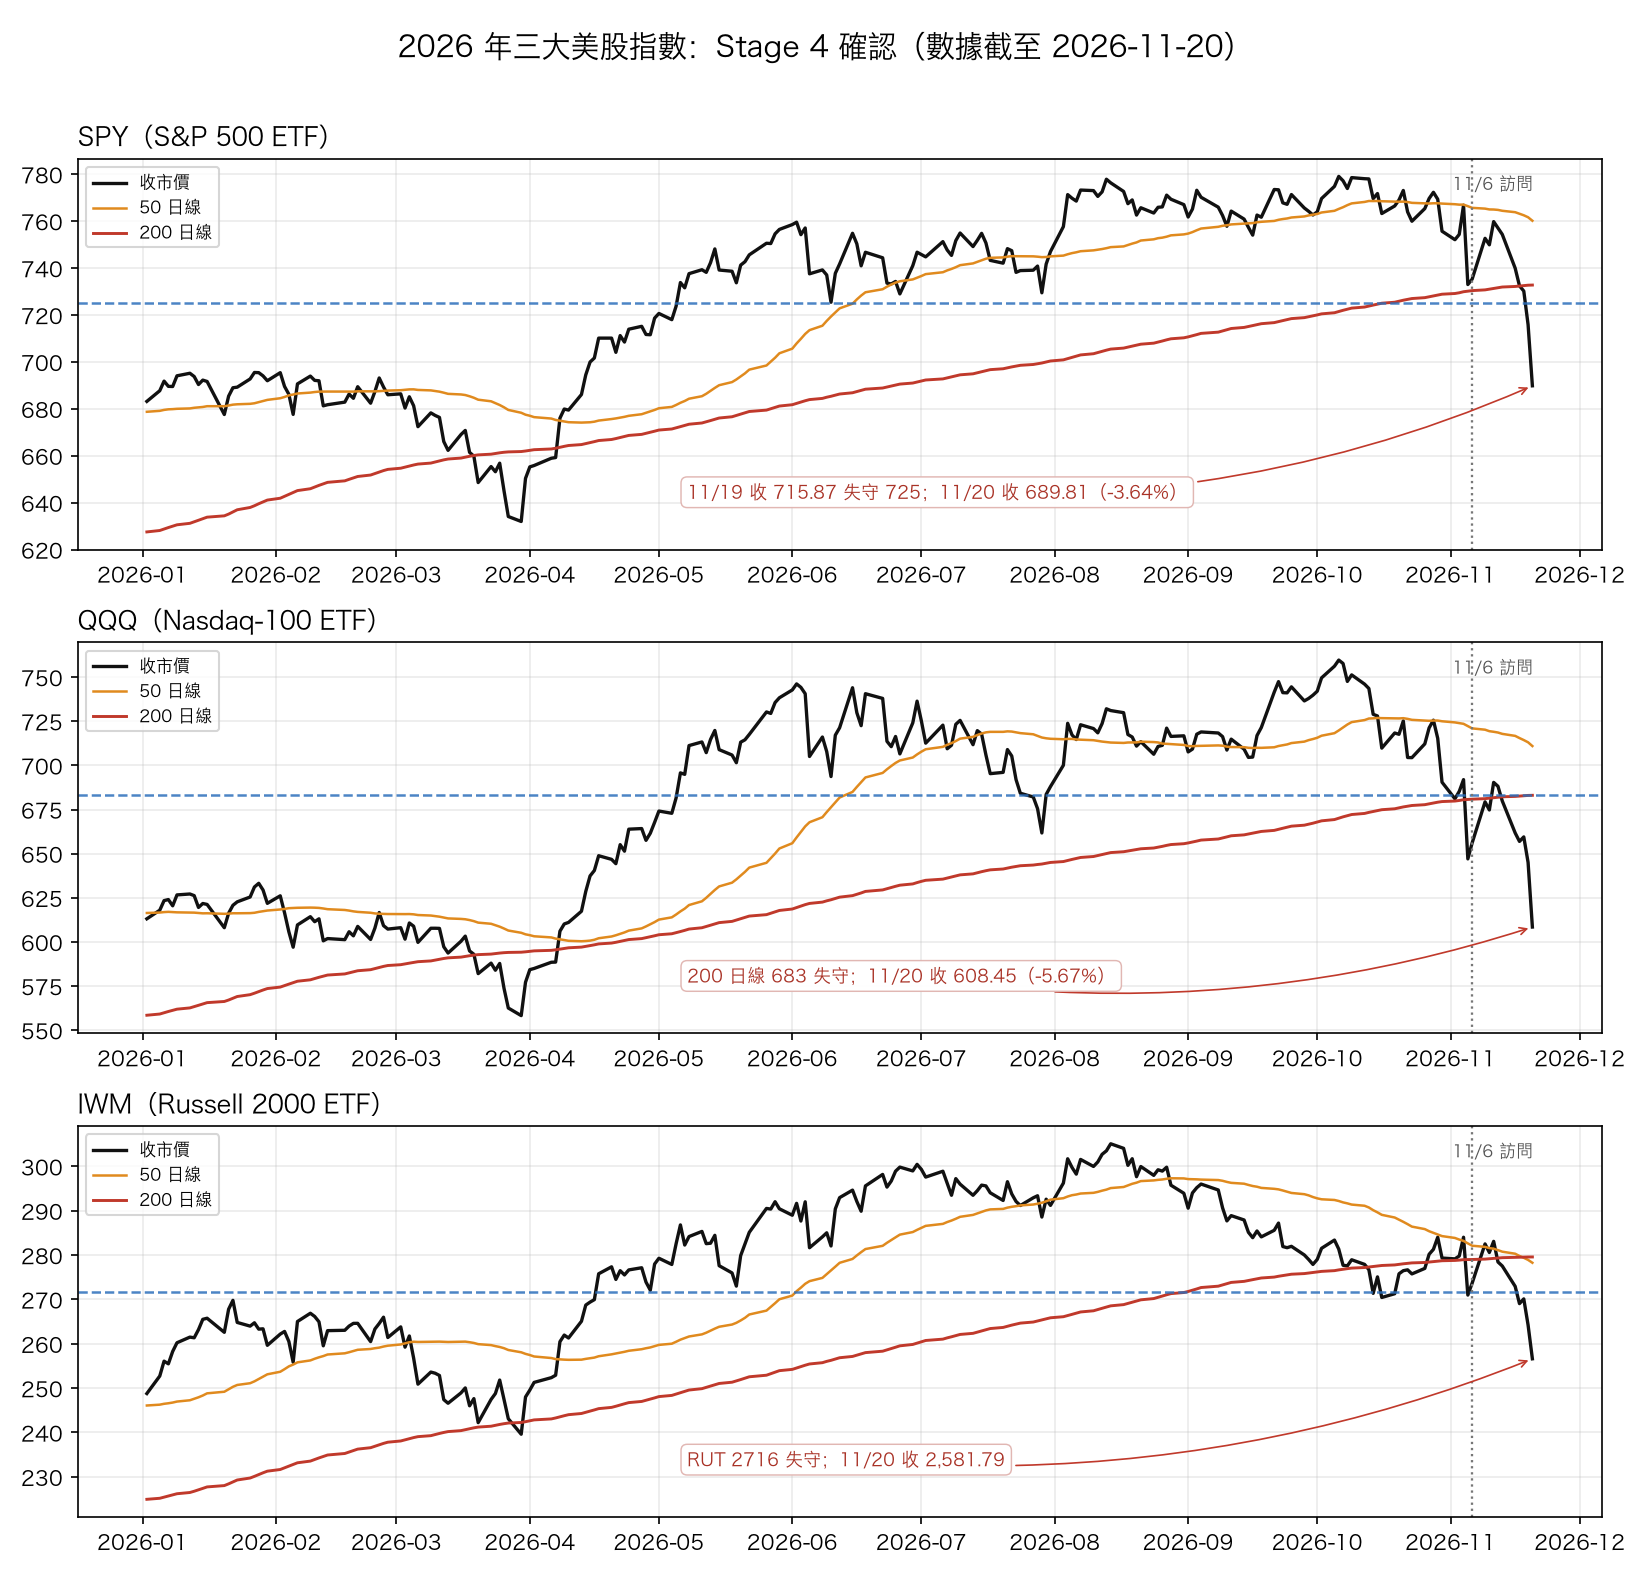 2026 年三大美股指數：Stage 4 確認（數據截至 2026-11-20）
SPY（S&P 500 ETF）
收市價
50 日線
200 日線
11/6 訪問
780
760
740
720
700
680
660
640
620
11/19 收 715.87 失守 725；11/20 收 689.81（-3.64%）
2026-01 2026-02 2026-03 2026-04 2026-05 2026-06 2026-07 2026-08 2026-09 2026-10 2026-11 2026-12
QQQ（Nasdaq-100 ETF）
收市價
50 日線
200 日線
11/6 訪問
750
725
700
675
650
625
600
575
550
200 日線 683 失守；11/20 收 608.45（-5.67%）
2026-01 2026-02 2026-03 2026-04 2026-05 2026-06 2026-07 2026-08 2026-09 2026-10 2026-11 2026-12
IWM（Russell 2000 ETF）
收市價
50 日線
200 日線
11/6 訪問
300
290
280
270
260
250
240
230
RUT 2716 失守；11/20 收 2,581.79
2026-01 2026-02 2026-03 2026-04 2026-05 2026-06 2026-07 2026-08 2026-09 2026-10 2026-11 2026-12